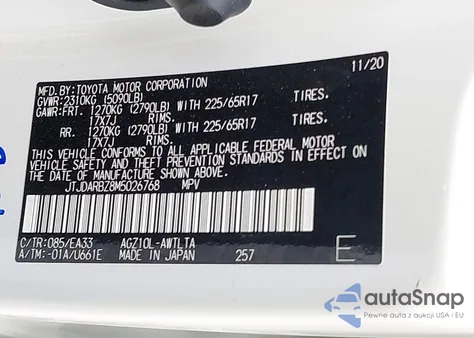 MFD. BY: TOYOTA MOTOR CORPORATION 11/20
GVWR: 2310KG (5090LB)
GAWR: FRT. 1270KG (2790LB) WITH 225/65R17 TIRES.
17X7J RIMS.
RR. 1270KG (2790LB) WITH 225/65R17 TIRES.
17X7J RIMS.
THIS VEHICLE CONFORMS TO ALL APPLICABLE FEDERAL MOTOR
VEHICLE SAFETY, BUMPER, AND THEFT PREVENTION STANDARDS IN EFFECT ON
THE DATE OF MANUFACTURE SHOWN ABOVE.
JTJDARBZ8M5026768 MPV
C/TR: 085/EA33 AGZ10L-AWTLTA
A/TM: -01A/U661E MADE IN JAPAN 257 E
autoSnap
Pewne auta z aukcji USA i EU